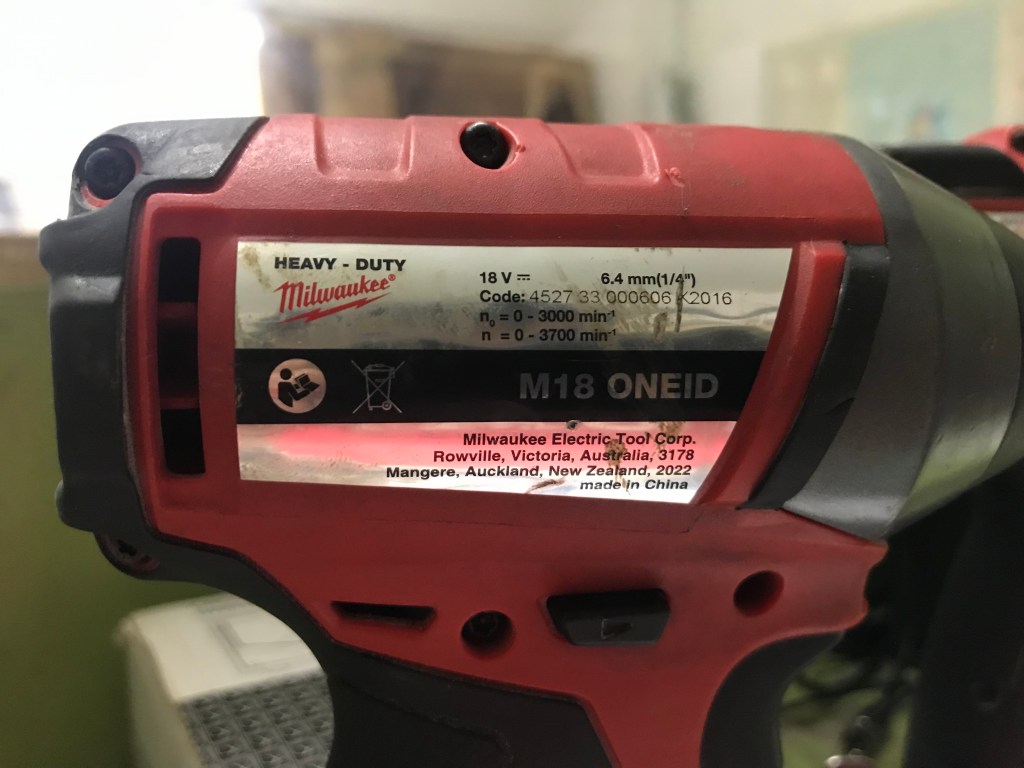 HEAVY - DUTY
Milwaukee®
18 V ⎓ 6.4 mm(1/4")
Code: 4527 33 000606 K2016
n₀ = 0 - 3000 min⁻¹
n = 0 - 3700 min⁻¹
M18 ONEID
Milwaukee Electric Tool Corp.
Rowville, Victoria, Australia, 3178
Mangere, Auckland, New Zealand, 2022
made in China